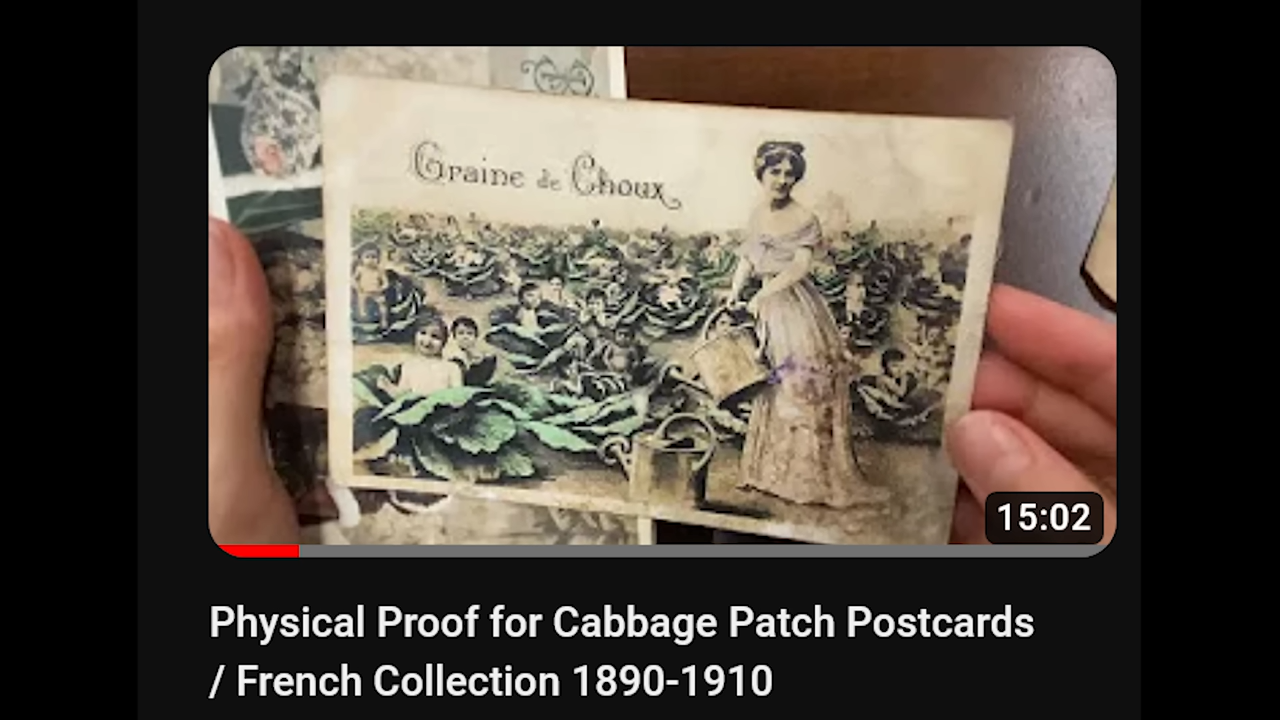 Graine de Choux
15:02
Physical Proof for Cabbage Patch Postcards
/ French Collection 1890-1910